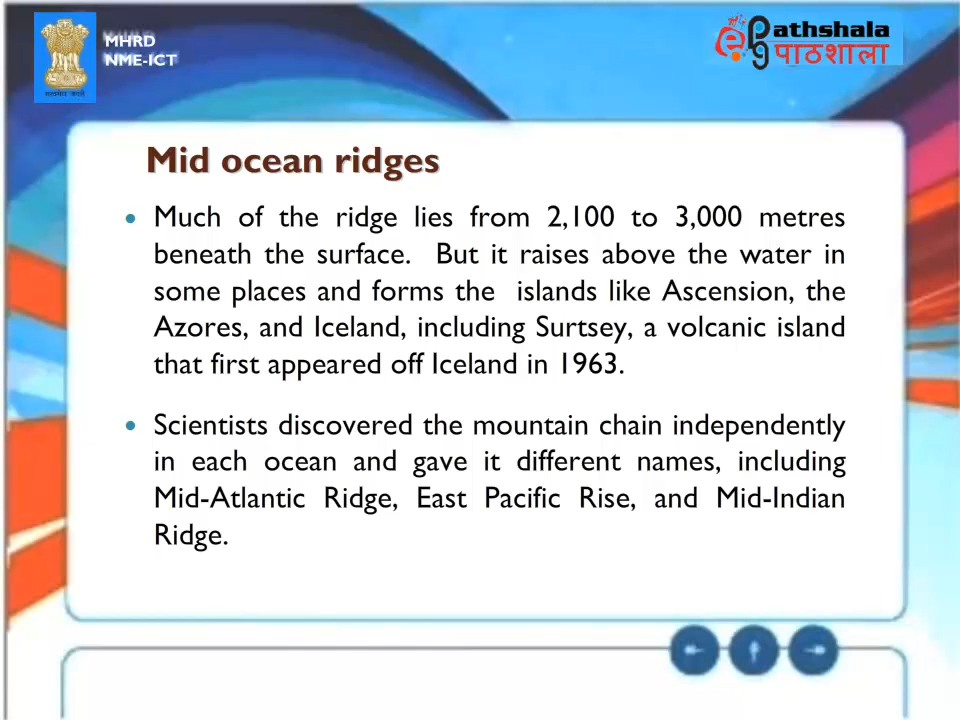 MHRD
NME-ICT
Pathshala
पाठशाला
Mid ocean ridges
• Much of the ridge lies from 2,100 to 3,000 metres
beneath the surface. But it raises above the water in
some places and forms the islands like Ascension, the
Azores, and Iceland, including Surtsey, a volcanic island
that first appeared off Iceland in 1963.
• Scientists discovered the mountain chain independently
in each ocean and gave it different names, including
Mid-Atlantic Ridge, East Pacific Rise, and Mid-Indian
Ridge.